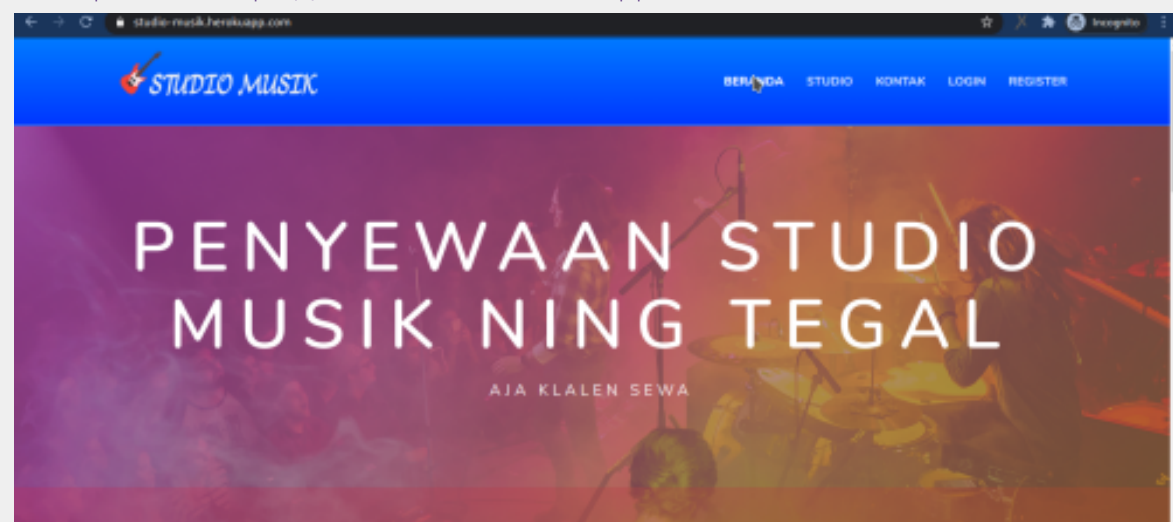 studio-musik.herokuapp.com
Incognito
STUDIO MUSIK
BERANDA STUDIO KONTAK LOGIN REGISTER
PENYEWAAN STUDIO
MUSIK NING TEGAL
AJA KLALEN SEWA